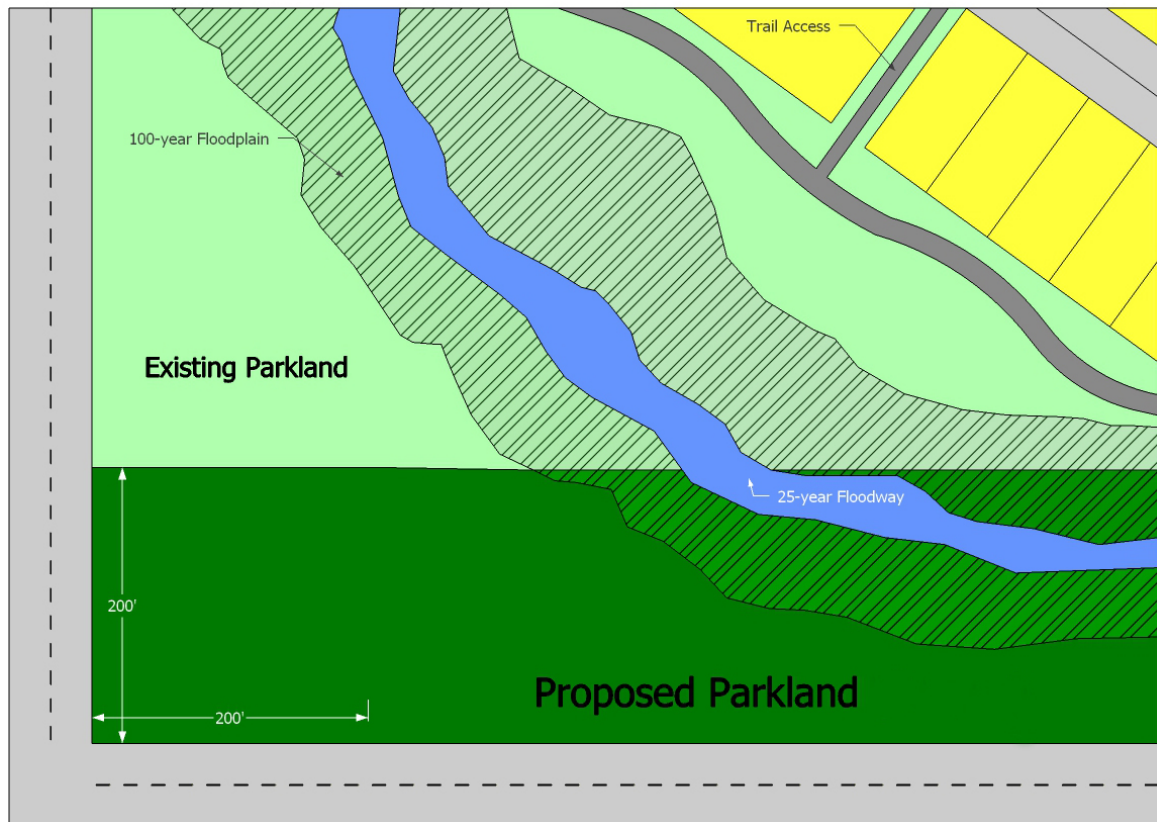 Trail Access
100-year Floodplain
Existing Parkland
25-year Floodway
200'
Proposed Parkland
200'